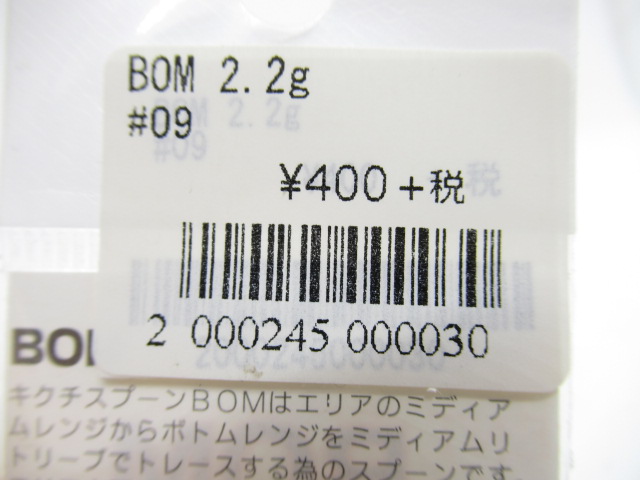 BOM 2.2g
#09
¥400+税
2 000245 000030
キクチスプーンBOMはエリアのミディア
ムレンジからボトムレンジをミディアムリ
トリーブでトレースする為のスプーンです。